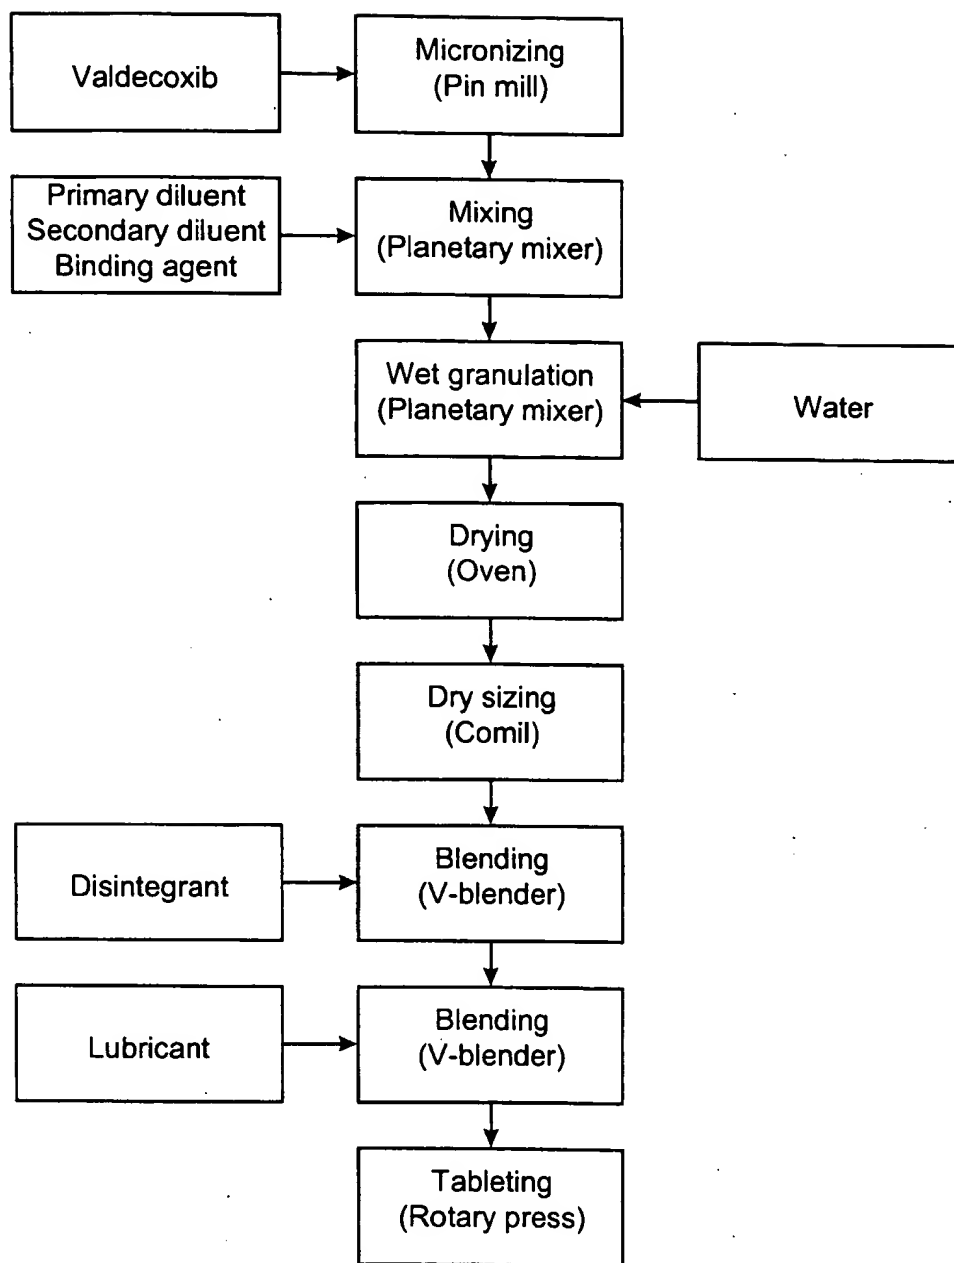 Valdecoxib
Micronizing
(Pin mill)
Primary diluent
Secondary diluent
Binding agent
Mixing
(Planetary mixer)
Wet granulation
(Planetary mixer)
Water
Drying
(Oven)
Dry sizing
(Comil)
Disintegrant
Blending
(V-blender)
Lubricant
Blending
(V-blender)
Tableting
(Rotary press)